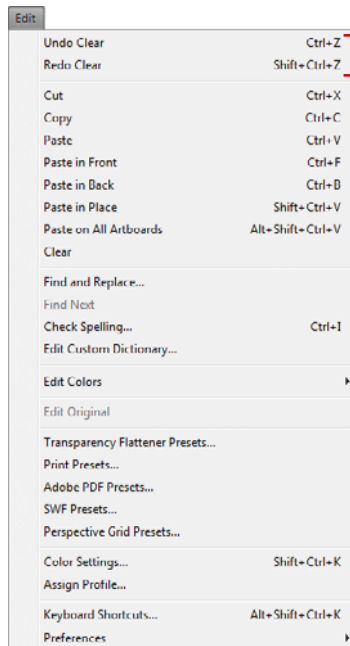 Edit
Undo Clear Ctrl+Z
Redo Clear Shift+Ctrl+Z
Cut Ctrl+X
Copy Ctrl+C
Paste Ctrl+V
Paste in Front Ctrl+F
Paste in Back Ctrl+B
Paste in Place Shift+Ctrl+V
Paste on All Artboards Alt+Shift+Ctrl+V
Clear
Find and Replace...
Find Next
Check Spelling... Ctrl+I
Edit Custom Dictionary...
Edit Colors
Edit Original
Transparency Flattener Presets...
Print Presets...
Adobe PDF Presets...
SWF Presets...
Perspective Grid Presets...
Color Settings... Shift+Ctrl+K
Assign Profile...
Keyboard Shortcuts... Alt+Shift+Ctrl+K
Preferences